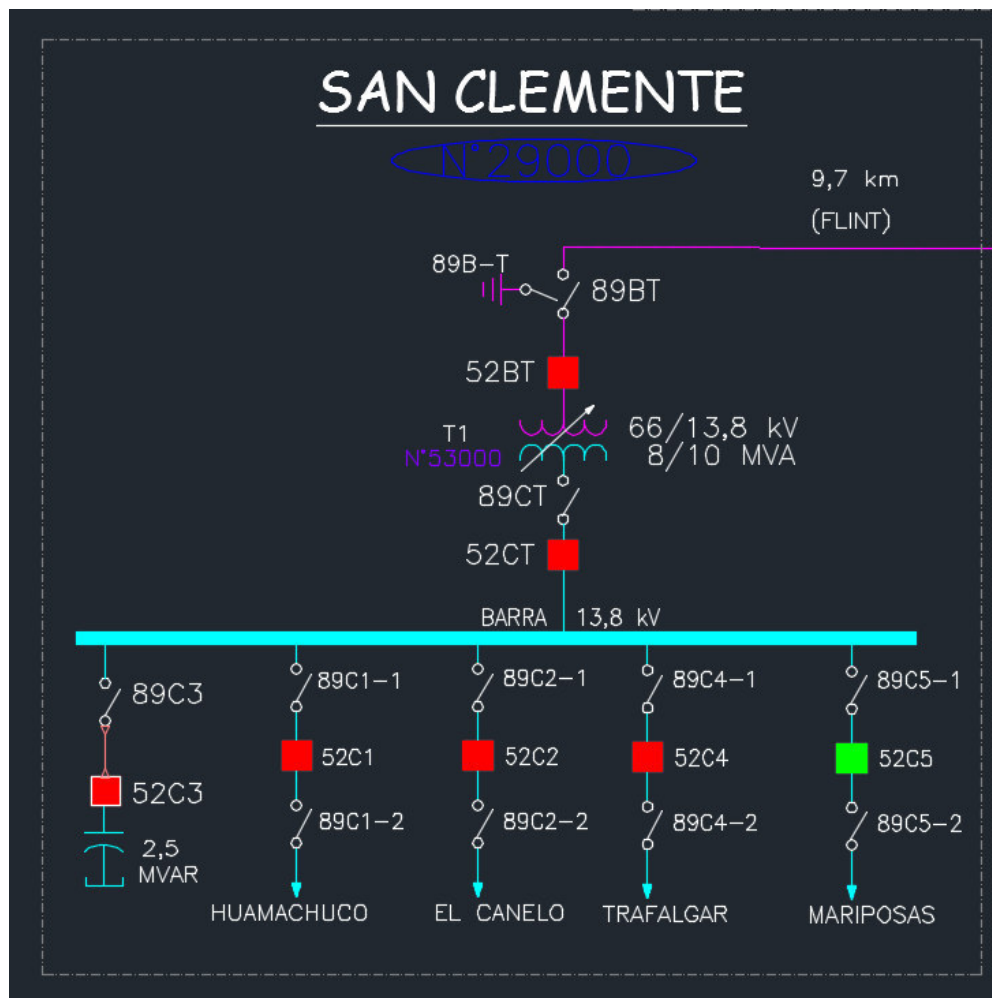 SAN CLEMENTE
N°29000
9,7 km
(FLINT)
89B-T
89BT
52BT
T1
N°53000
66/13,8 kV
8/10 MVA
89CT
52CT
BARRA 13,8 kV
89C3
89C1-1
89C2-1
89C4-1
89C5-1
52C3
52C1
52C2
52C4
52C5
89C1-2
89C2-2
89C4-2
89C5-2
2,5
MVAR
HUAMACHUCO
EL CANELO
TRAFALGAR
MARIPOSAS